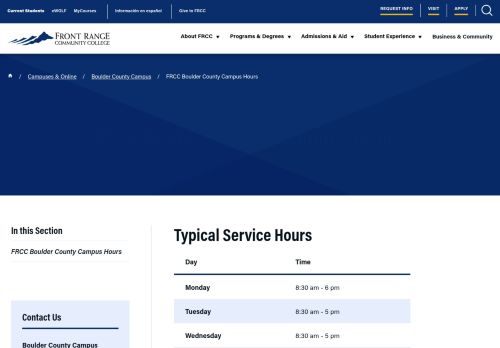 Current Students eWOLF MyCourses Información en español Give to FRCC REQUEST INFO VISIT APPLY
FRONT RANGE
COMMUNITY COLLEGE
About FRCC Programs & Degrees Admissions & Aid Student Experience Business & Community
/ Campuses & Online / Boulder County Campus / FRCC Boulder County Campus Hours
In this Section
FRCC Boulder County Campus Hours
Contact Us
Boulder County Campus
Typical Service Hours
Day Time
Monday 8:30 am - 6 pm
Tuesday 8:30 am - 5 pm
Wednesday 8:30 am - 5 pm